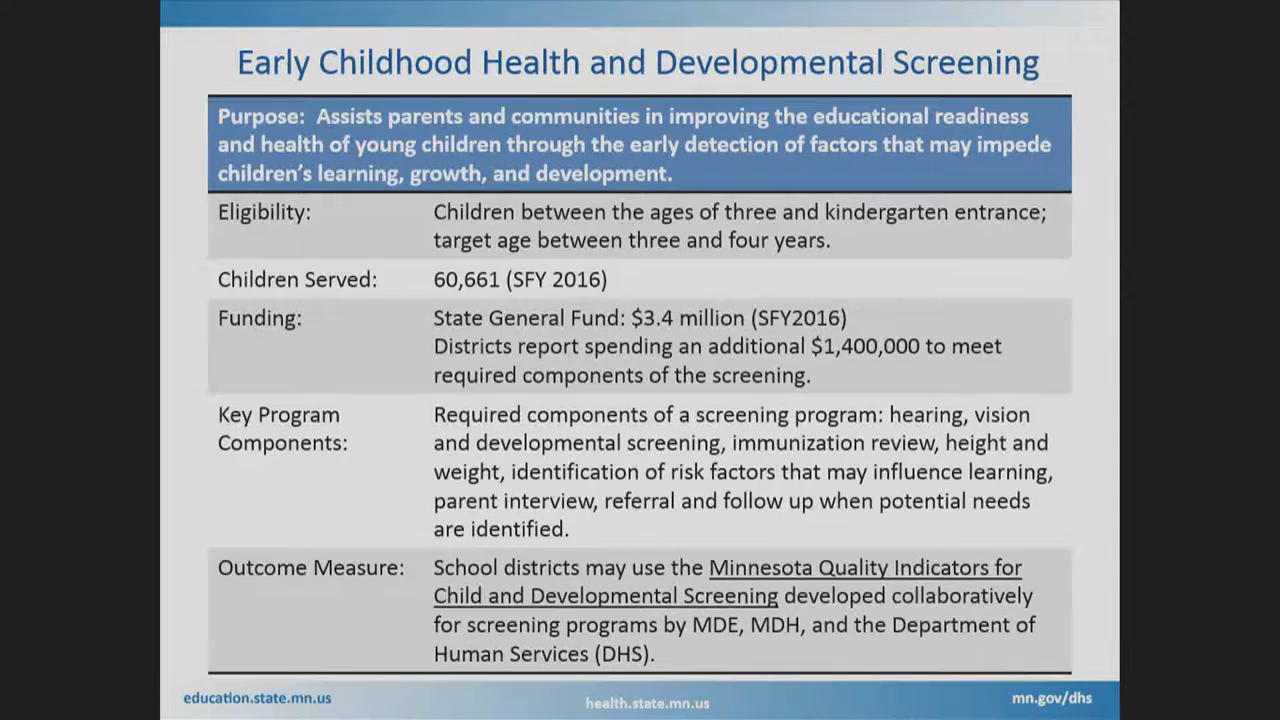 Early Childhood Health and Developmental Screening
Purpose: Assists parents and communities in improving the educational readiness
and health of young children through the early detection of factors that may impede
children's learning, growth, and development.
Eligibility: Children between the ages of three and kindergarten entrance;
target age between three and four years.
Children Served: 60,661 (SFY 2016)
Funding: State General Fund: $3.4 million (SFY2016)
Districts report spending an additional $1,400,000 to meet
required components of the screening.
Key Program Required components of a screening program: hearing, vision
Components: and developmental screening, immunization review, height and
weight, identification of risk factors that may influence learning,
parent interview, referral and follow up when potential needs
are identified.
Outcome Measure: School districts may use the Minnesota Quality Indicators for
Child and Developmental Screening developed collaboratively
for screening programs by MDE, MDH, and the Department of
Human Services (DHS).
education.state.mn.us health.state.mn.us mn.gov/dhs